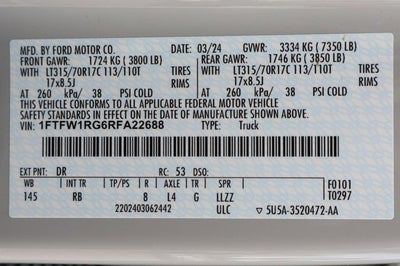 MFD. BY FORD MOTOR CO. 03/24 GVWR: 3334 KG ( 7350 LB)
FRONT GAWR: 1724 KG ( 3800 LB) REAR GAWR: 1746 KG ( 3850 LB)
WITH LT315/70R17C 113/110T TIRES WITH LT315/70R17C 113/110T TIRES
17x8.5J RIMS 17x8.5J RIMS
AT 260 kPa/ 38 PSI COLD AT 260 kPa/ 38 PSI COLD
THIS VEHICLE CONFORMS TO ALL APPLICABLE FEDERAL MOTOR VEHICLE
SAFETY STANDARDS IN EFFECT ON THE DATE OF MANUFACTURE SHOWN ABOVE.
VIN: 1FTFW1RG6RFA22688 TYPE: Truck
EXT PNT: DR RC: 53 DSO:
WB INT TR TP/PS R AXLE TR SPR
145 RB 8 L4 G LLZZ
F0101
T0297
2202403062442 ULC 5U5A-3520472-AA